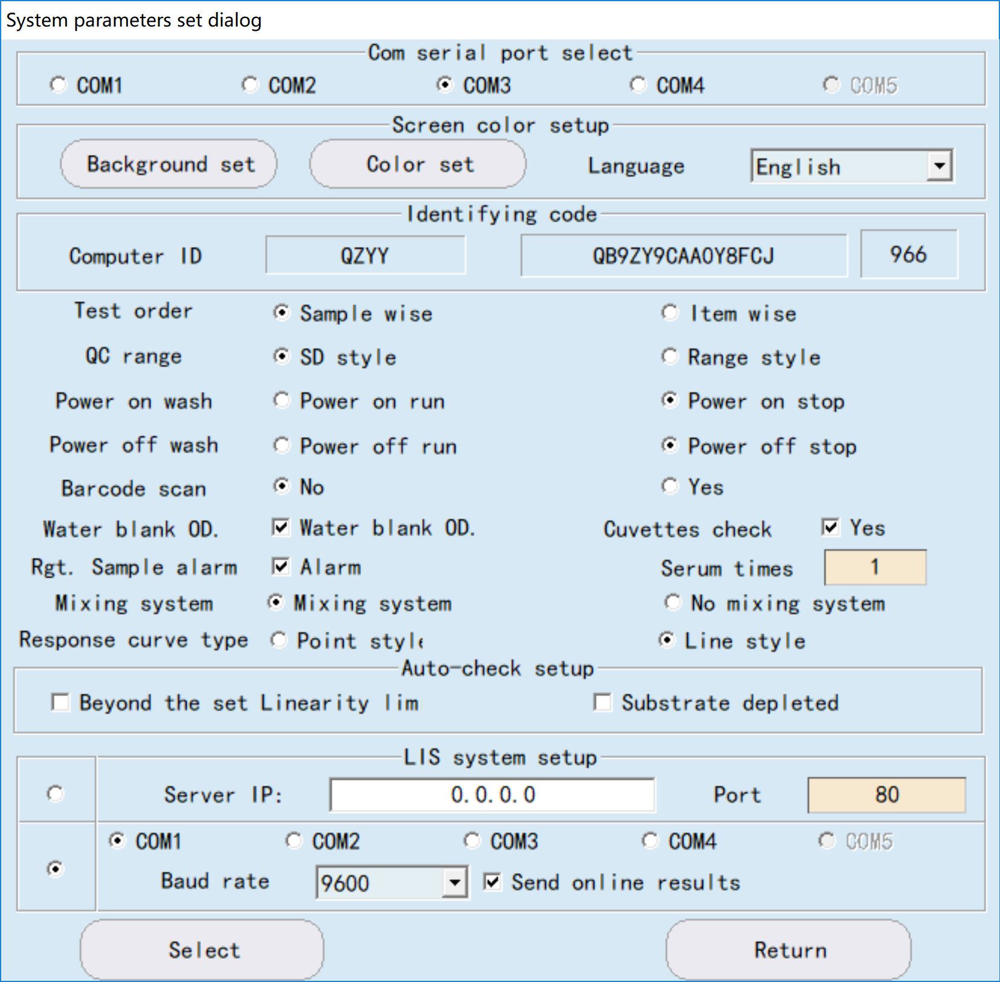 System parameters set dialog
Com serial port select
COM1 COM2 COM3 COM4 COM5
Screen color setup
Background set Color set Language English
Identifying code
Computer ID QZYY QB9ZY9CAA0Y8FCJ 966
Test order Sample wise Item wise
QC range SD style Range style
Power on wash Power on run Power on stop
Power off wash Power off run Power off stop
Barcode scan No Yes
Water blank OD. Water blank OD. Cuvettes check Yes
Rgt. Sample alarm Alarm Serum times 1
Mixing system Mixing system No mixing system
Response curve type Point style Line style
Auto-check setup
Beyond the set Linearity lim Substrate depleted
LIS system setup
Server IP: 0.0.0.0 Port 80
COM1 COM2 COM3 COM4 COM5
Baud rate 9600 Send online results
Select Return